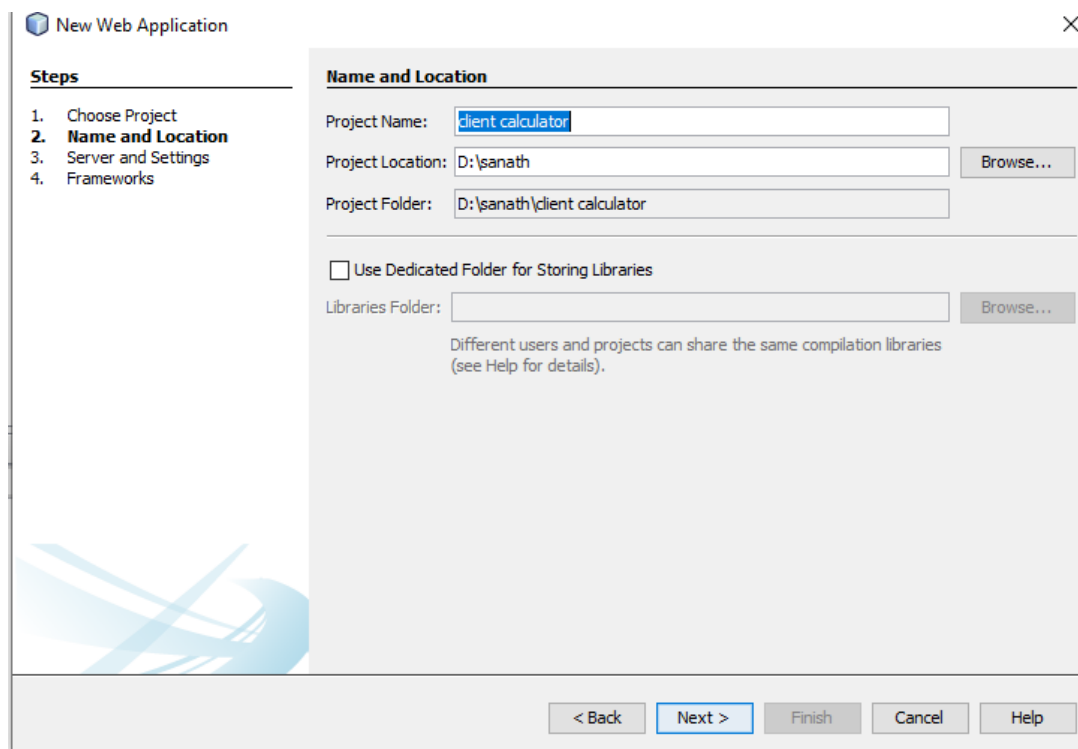 New Web Application
Steps
1. Choose Project
2. Name and Location
3. Server and Settings
4. Frameworks
Name and Location
Project Name: client calculator
Project Location: D:\sanath Browse...
Project Folder: D:\sanath\client calculator
Use Dedicated Folder for Storing Libraries
Libraries Folder: Browse...
Different users and projects can share the same compilation libraries
(see Help for details).
< Back Next > Finish Cancel Help